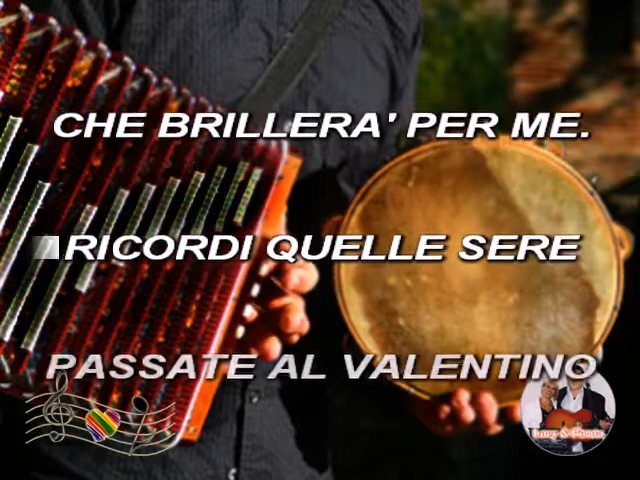 CHE BRILLERA' PER ME.
RICORDI QUELLE SERE
PASSATE AL VALENTINO